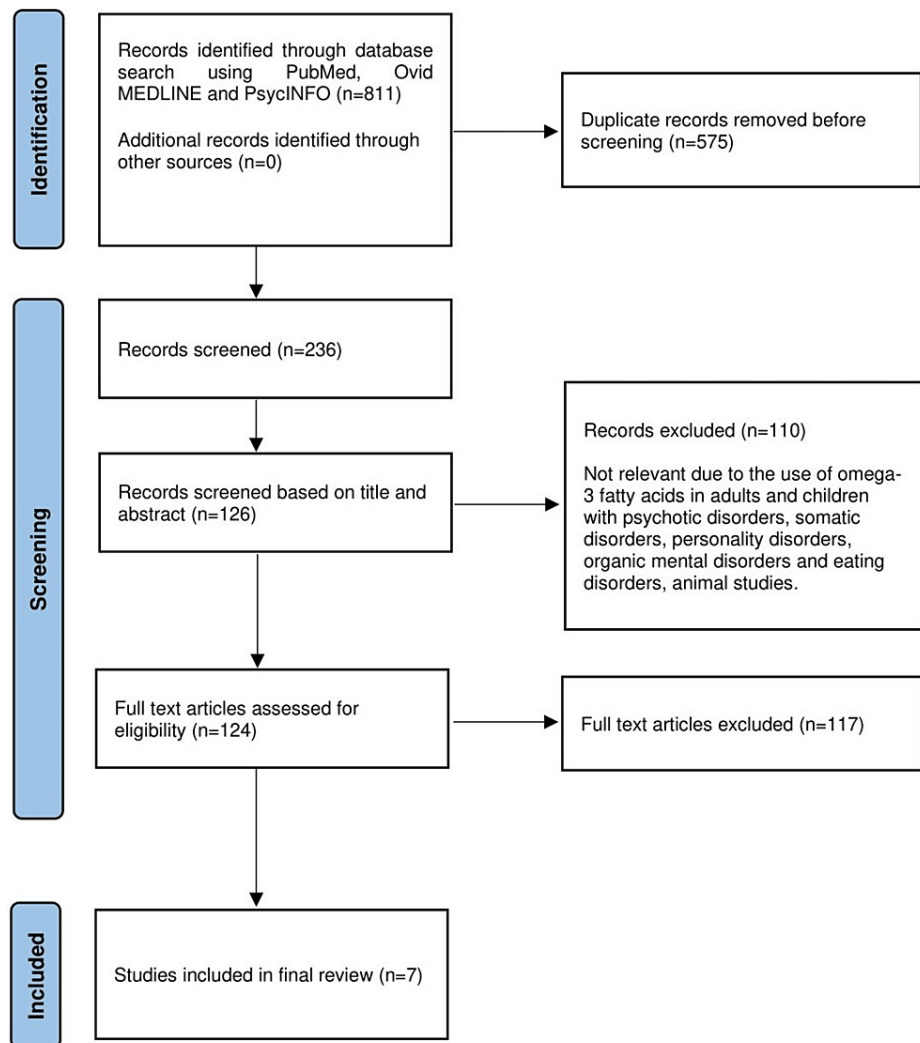 Identification
Records identified through database
search using PubMed, Ovid
MEDLINE and PsycINFO (n=811)
Additional records identified through
other sources (n=0)
Duplicate records removed before
screening (n=575)
Screening
Records screened (n=236)
Records screened based on title and
abstract (n=126)
Records excluded (n=110)
Not relevant due to the use of omega-
3 fatty acids in adults and children
with psychotic disorders, somatic
disorders, personality disorders,
organic mental disorders and eating
disorders, animal studies.
Full text articles assessed for
eligibility (n=124)
Full text articles excluded (n=117)
Included
Studies included in final review (n=7)